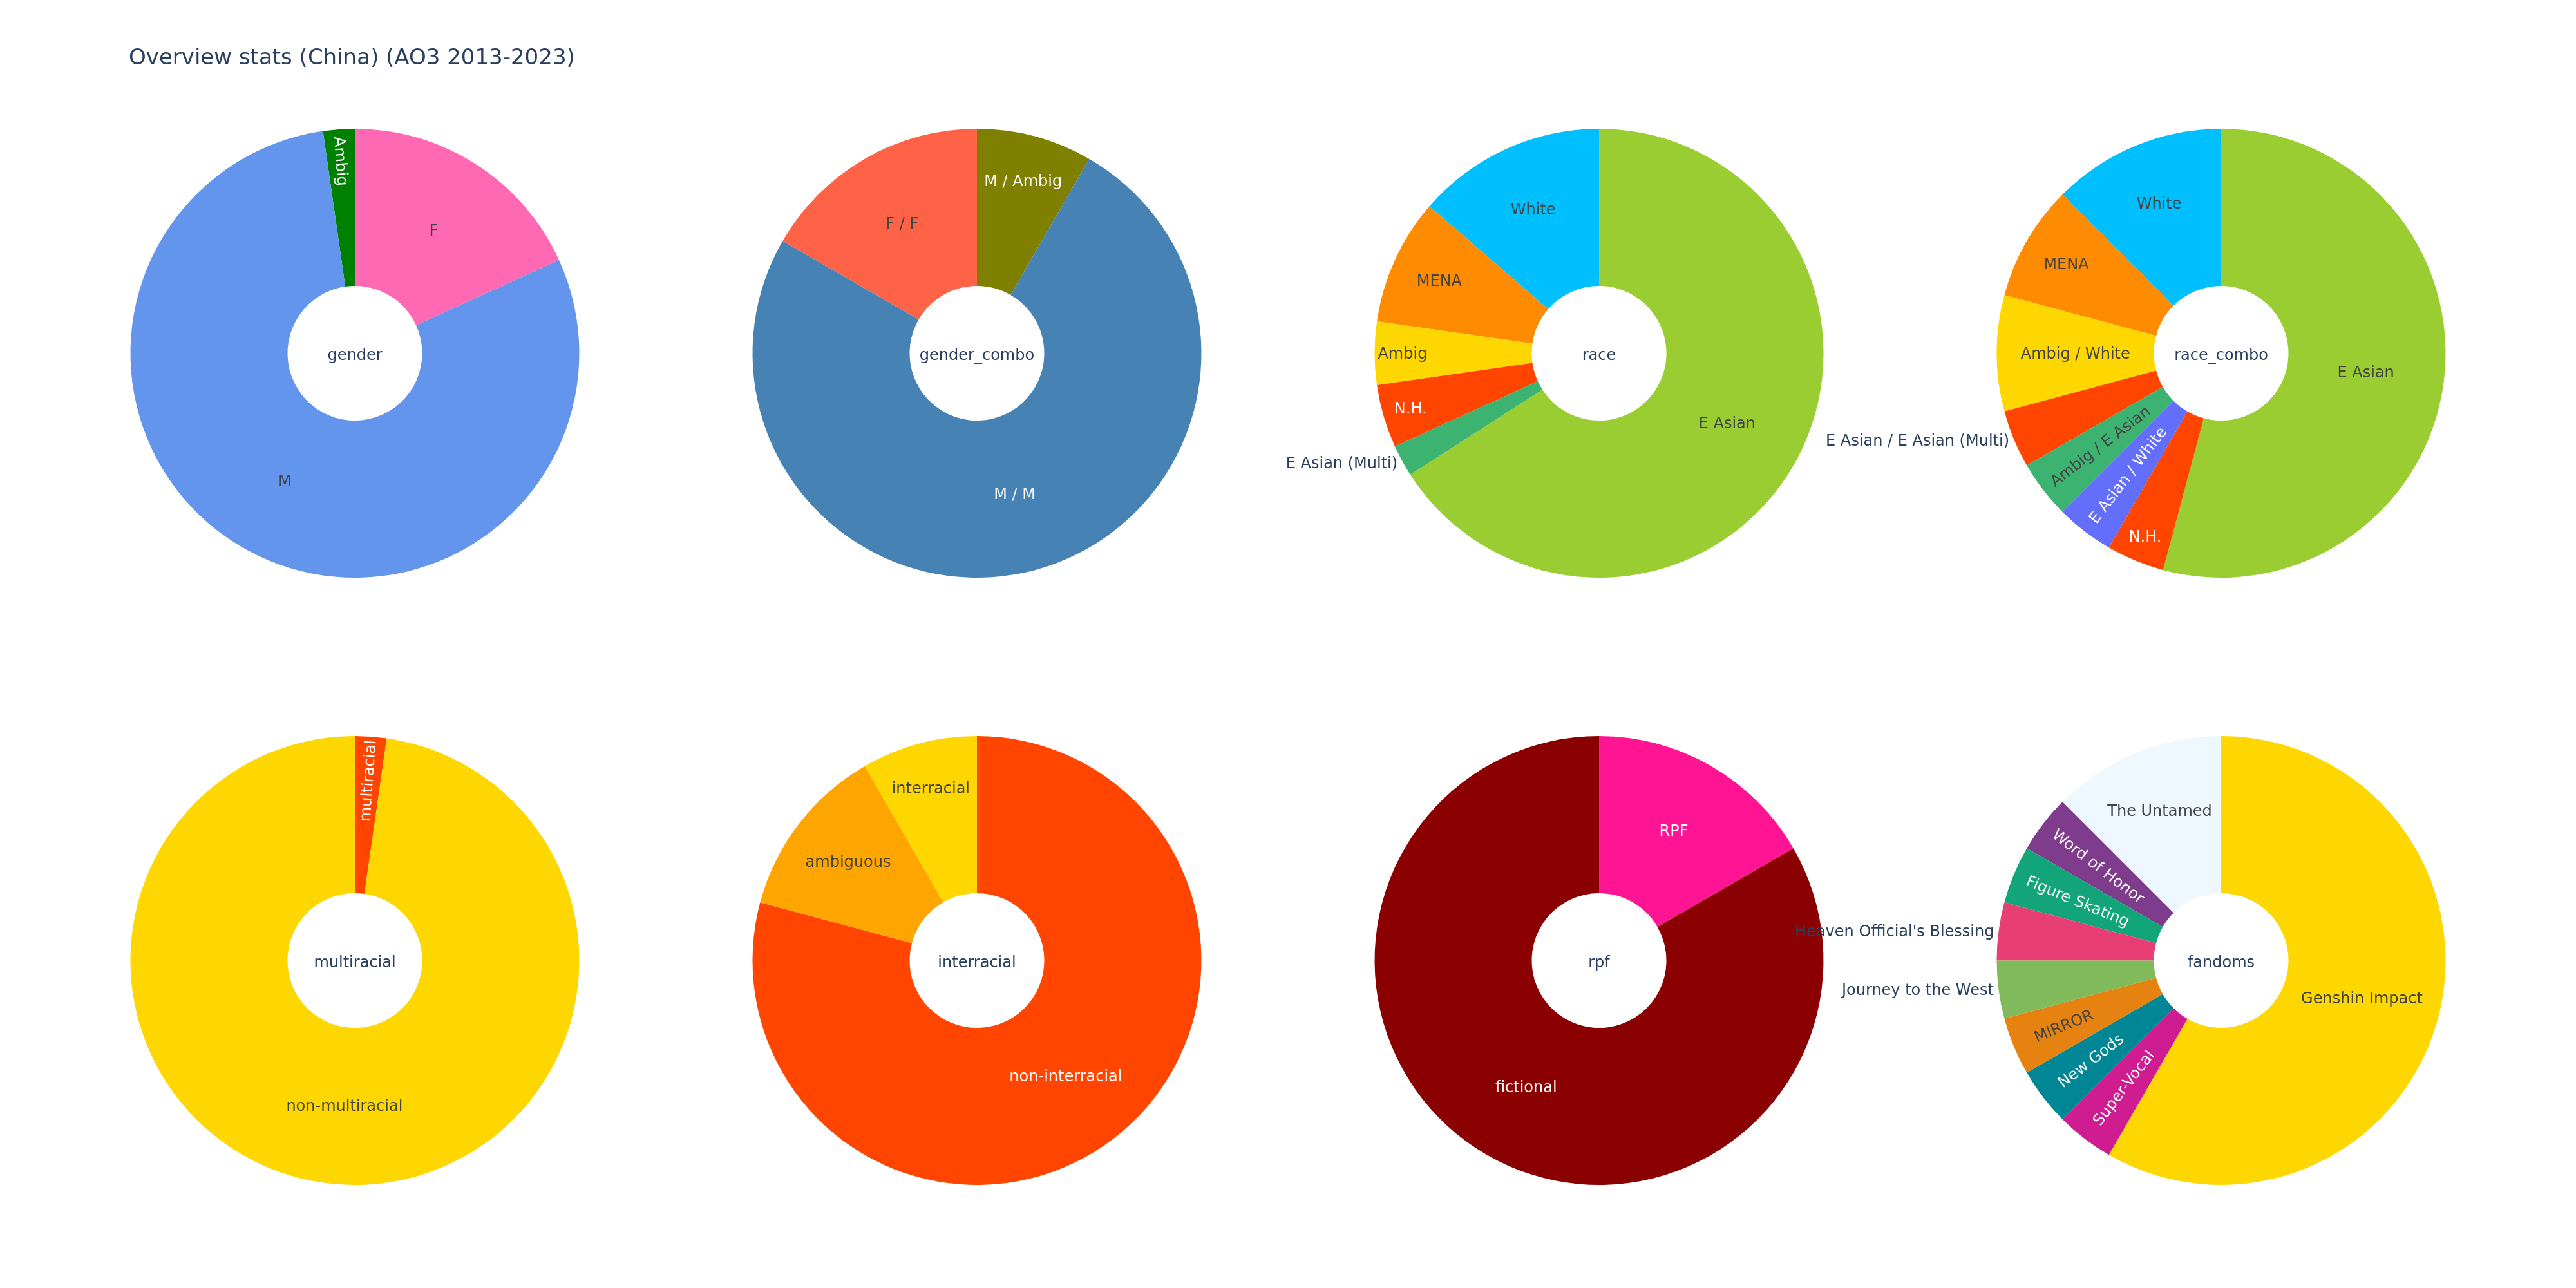 Overview stats (China) (AO3 2013-2023)
Ambig
F
M
gender
M / Ambig
F / F
M / M
gender_combo
White
MENA
Ambig
N.H.
E Asian (Multi)
E Asian
race
White
MENA
Ambig / White
E Asian / E Asian (Multi)
Ambig / E Asian
E Asian / White
N.H.
E Asian
race_combo
multiracial
non-multiracial
multiracial
interracial
ambiguous
non-interracial
interracial
RPF
fictional
rpf
The Untamed
Word of Honor
Figure Skating
Heaven Official's Blessing
Journey to the West
MIRROR
New Gods
Super-Vocal
Genshin Impact
fandoms